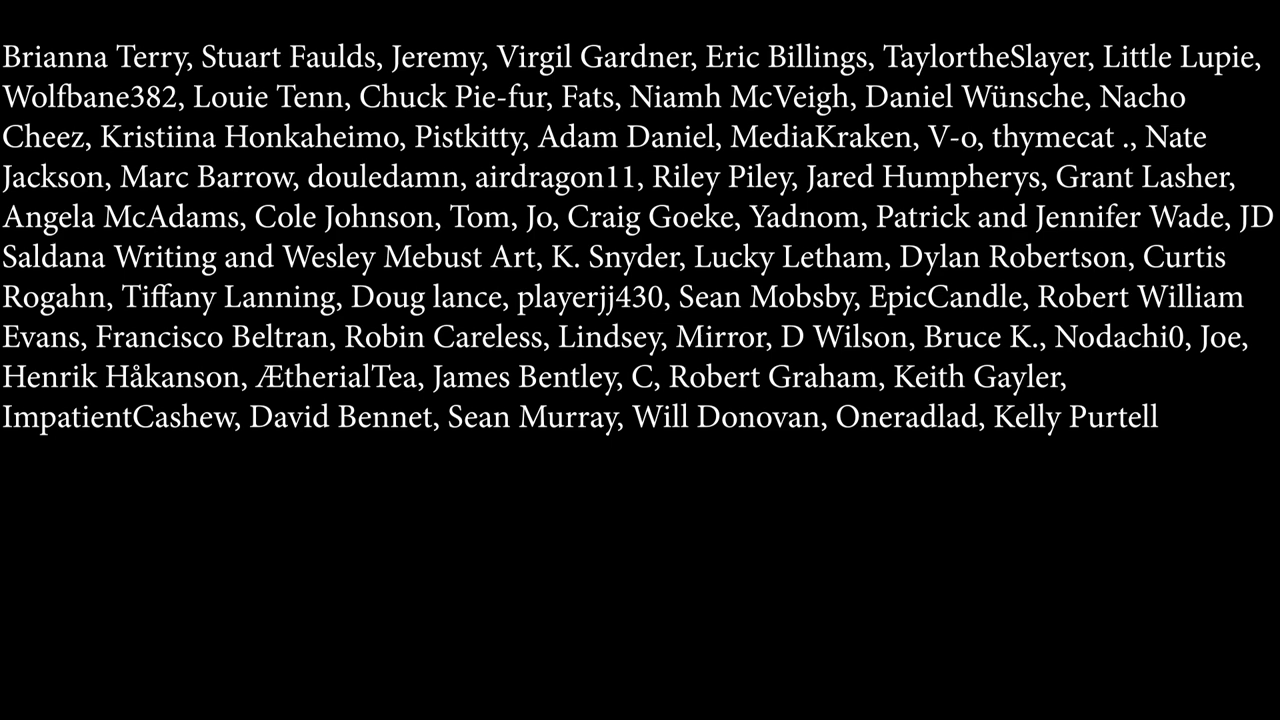 Brianna Terry, Stuart Faulds, Jeremy, Virgil Gardner, Eric Billings, TaylortheSlayer, Little Lupie,
Wolfbane382, Louie Tenn, Chuck Pie-fur, Fats, Niamh McVeigh, Daniel Wünsche, Nacho
Cheez, Kristiina Honkaheimo, Pistkitty, Adam Daniel, MediaKraken, V-o, thymecat ., Nate
Jackson, Marc Barrow, douledamn, airdragon11, Riley Piley, Jared Humpherys, Grant Lasher,
Angela McAdams, Cole Johnson, Tom, Jo, Craig Goeke, Yadnom, Patrick and Jennifer Wade, JD
Saldana Writing and Wesley Mebust Art, K. Snyder, Lucky Letham, Dylan Robertson, Curtis
Rogahn, Tiffany Lanning, Doug lance, playerjj430, Sean Mobsby, EpicCandle, Robert William
Evans, Francisco Beltran, Robin Careless, Lindsey, Mirror, D Wilson, Bruce K., Nodachi0, Joe,
Henrik Håkanson, ÆtherialTea, James Bentley, C, Robert Graham, Keith Gayler,
ImpatientCashew, David Bennet, Sean Murray, Will Donovan, Oneradlad, Kelly Purtell